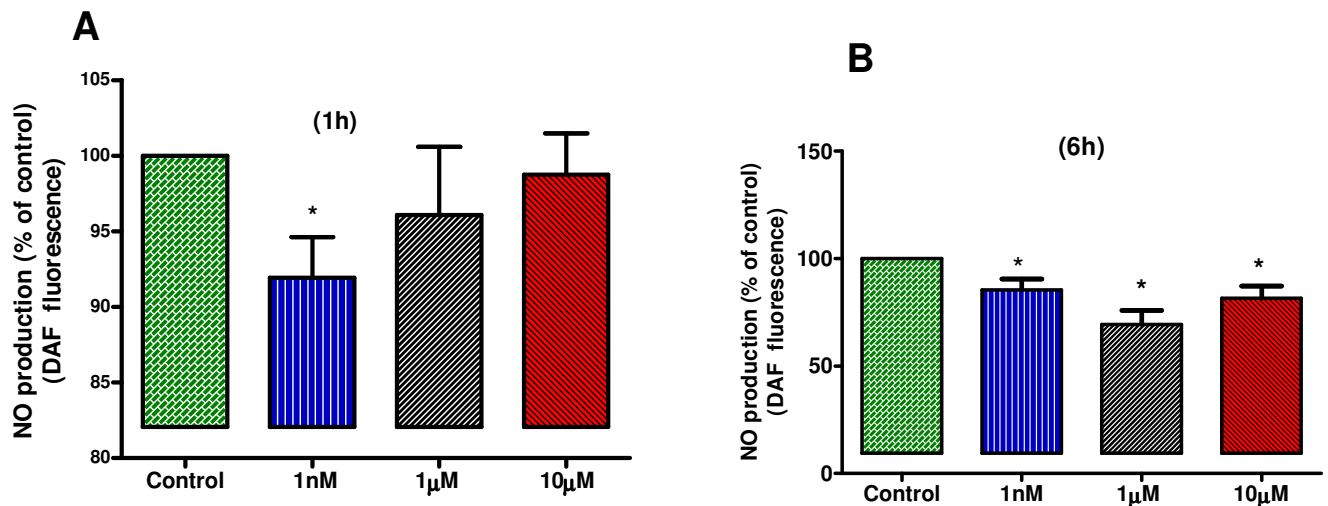 A
NO production (% of control)
(DAF fluorescence)
105
100
95
90
85
80
(1h)
*
Control
1nM
1μM
10μM
B
NO production (% of control)
((DAF fluorescence)
150
100
50
0
(6h)
*
*
*
Control
1nM
1μM
10μM